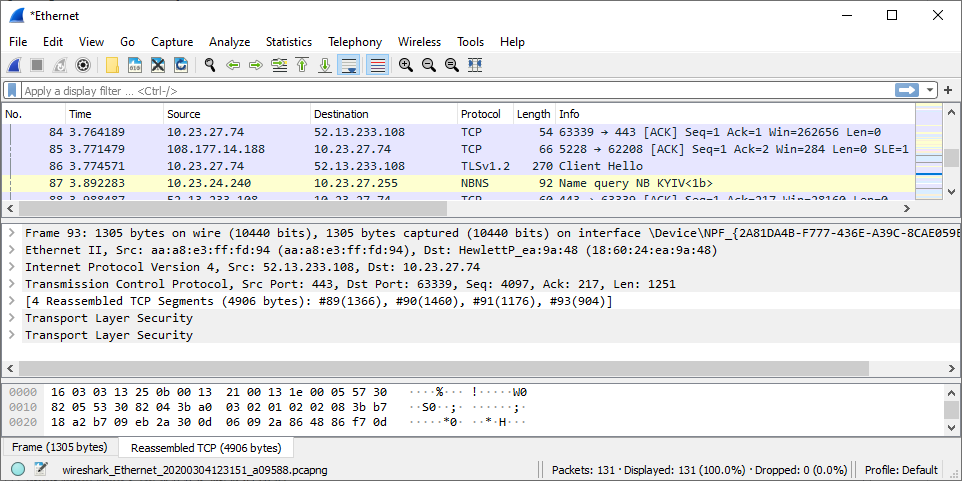 *Ethernet
File Edit View Go Capture Analyze Statistics Telephony Wireless Tools Help
Apply a display filter ... <Ctrl-/>
No. Time Source Destination Protocol Length Info
84 3.764189 10.23.27.74 52.13.233.108 TCP 54 63339 → 443 [ACK] Seq=1 Ack=1 Win=262656 Len=0
85 3.771479 108.177.14.188 10.23.27.74 TCP 66 5228 → 62208 [ACK] Seq=1 Ack=2 Win=284 Len=0 SLE=1
86 3.774571 10.23.27.74 52.13.233.108 TLSv1.2 270 Client Hello
87 3.892283 10.23.24.240 10.23.27.255 NBNS 92 Name query NB KYIV<1b>
88 3.988487 52.13.233.108 10.23.27.74 TCP 60 443 → 63339 [ACK] Seq=1 Ack=217 Win=28160 Len=0
Frame 93: 1305 bytes on wire (10440 bits), 1305 bytes captured (10440 bits) on interface \Device\NPF_{2A81DA4B-F777-436E-A39C-8CAE059E
Ethernet II, Src: aa:a8:e3:ff:fd:94 (aa:a8:e3:ff:fd:94), Dst: HewlettP_ea:9a:48 (18:60:24:ea:9a:48)
Internet Protocol Version 4, Src: 52.13.233.108, Dst: 10.23.27.74
Transmission Control Protocol, Src Port: 443, Dst Port: 63339, Seq: 4097, Ack: 217, Len: 1251
[4 Reassembled TCP Segments (4906 bytes): #89(1366), #90(1460), #91(1176), #93(904)]
Transport Layer Security
Transport Layer Security
0000 16 03 03 13 25 0b 00 13 21 00 13 1e 00 05 57 30 ····%··· !·····W0
0010 82 05 53 30 82 04 3b a0 03 02 01 02 02 08 3b b7 ··S0··;· ······;·
0020 18 a2 b7 09 eb 2a 30 0d 06 09 2a 86 48 86 f7 0d ·····*0· ··*·H···
Frame (1305 bytes) Reassembled TCP (4906 bytes)
wireshark_Ethernet_20200304123151_a09588.pcapng Packets: 131 · Displayed: 131 (100.0%) · Dropped: 0 (0.0%) Profile: Default